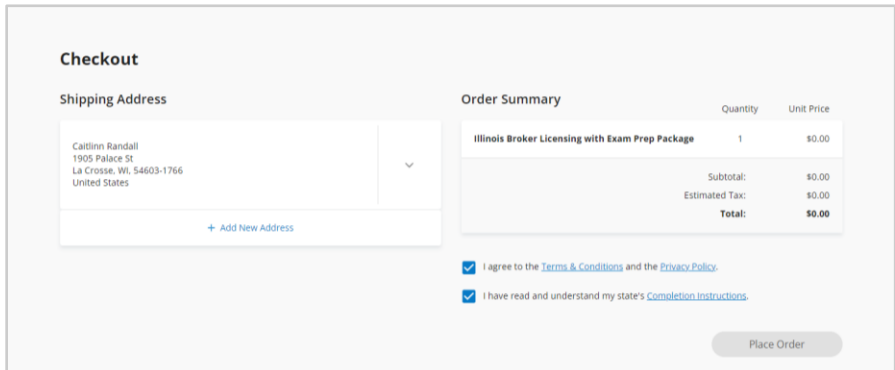 Checkout
Shipping Address
Caitlinn Randall
1905 Palace St
La Crosse, WI, 54603-1766
United States
+ Add New Address
Order Summary
Quantity Unit Price
Illinois Broker Licensing with Exam Prep Package 1 $0.00
Subtotal: $0.00
Estimated Tax: $0.00
Total: $0.00
I agree to the Terms & Conditions and the Privacy Policy.
I have read and understand my state's Completion Instructions.
Place Order